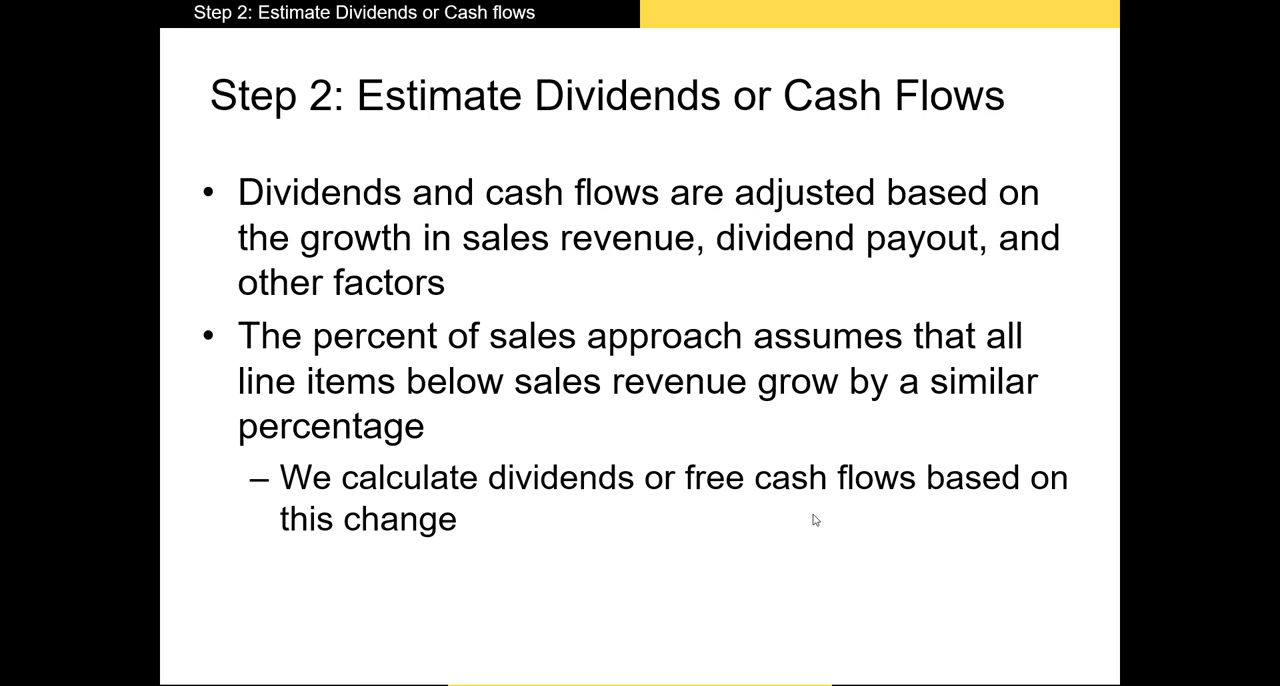 Step 2: Estimate Dividends or Cash flows
Step 2: Estimate Dividends or Cash Flows
• Dividends and cash flows are adjusted based on
the growth in sales revenue, dividend payout, and
other factors
• The percent of sales approach assumes that all
line items below sales revenue grow by a similar
percentage
– We calculate dividends or free cash flows based on
this change